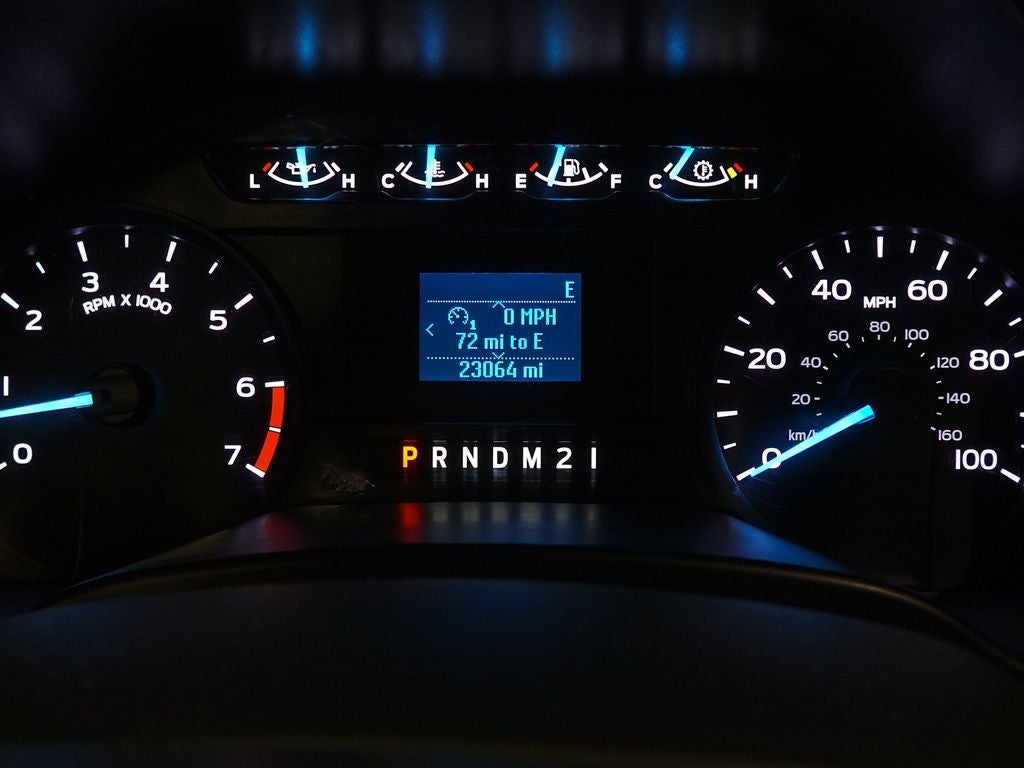 L H C H E F C H
E
0 MPH
1
72 mi to E
23064 mi
P R N D M 2 1
0 1 2 3 4 5 6 7
RPM X 1000
0 20 40 60 80 100
MPH
20 40 60 80 100 120 140 160
km/h